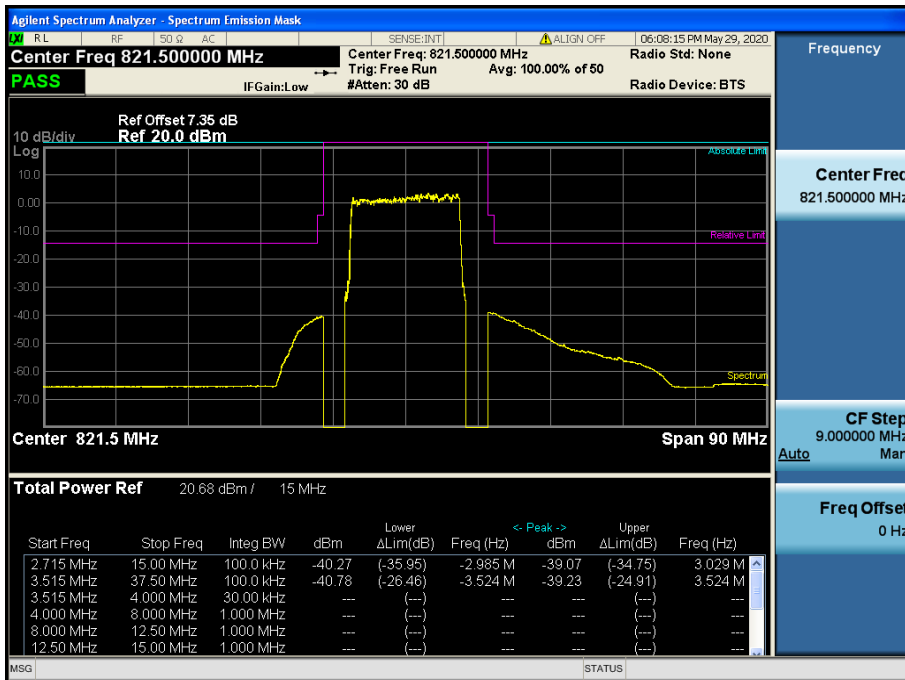 Agilent Spectrum Analyzer - Spectrum Emission Mask
LXI RL RF 50 Ω AC SENSE:INT ALIGN OFF 06:08:15 PM May 29, 2020
Center Freq 821.500000 MHz
Center Freq: 821.500000 MHz Radio Std: None
Trig: Free Run Avg: 100.00% of 50
PASS
IFGain:Low #Atten: 30 dB Radio Device: BTS
Frequency
Ref Offset 7.35 dB
10 dB/div Ref 20.0 dBm
Log
Absolute Limit
10.0
0.00
-10.0
Relative Limit
-20.0
-30.0
-40.0
-50.0
-60.0
Spectrum
-70.0
Center 821.5 MHz Span 90 MHz
Center Freq
821.500000 MHz
CF Step
9.000000 MHz
Auto Man
Freq Offset
0 Hz
Total Power Ref 20.68 dBm / 15 MHz
Lower <- Peak -> Upper
Start Freq Stop Freq Integ BW dBm ΔLim(dB) Freq (Hz) dBm ΔLim(dB) Freq (Hz)
2.715 MHz 15.00 MHz 100.0 kHz -40.27 (-35.95) -2.985 M -39.07 (-34.75) 3.029 M
3.515 MHz 37.50 MHz 100.0 kHz -40.78 (-26.46) -3.524 M -39.23 (-24.91) 3.524 M
3.515 MHz 4.000 MHz 30.00 kHz --- (---) --- --- (---) ---
4.000 MHz 8.000 MHz 1.000 MHz --- (---) --- --- (---) ---
8.000 MHz 12.50 MHz 1.000 MHz --- (---) --- --- (---) ---
12.50 MHz 15.00 MHz 1.000 MHz --- (---) --- --- (---) ---
MSG STATUS